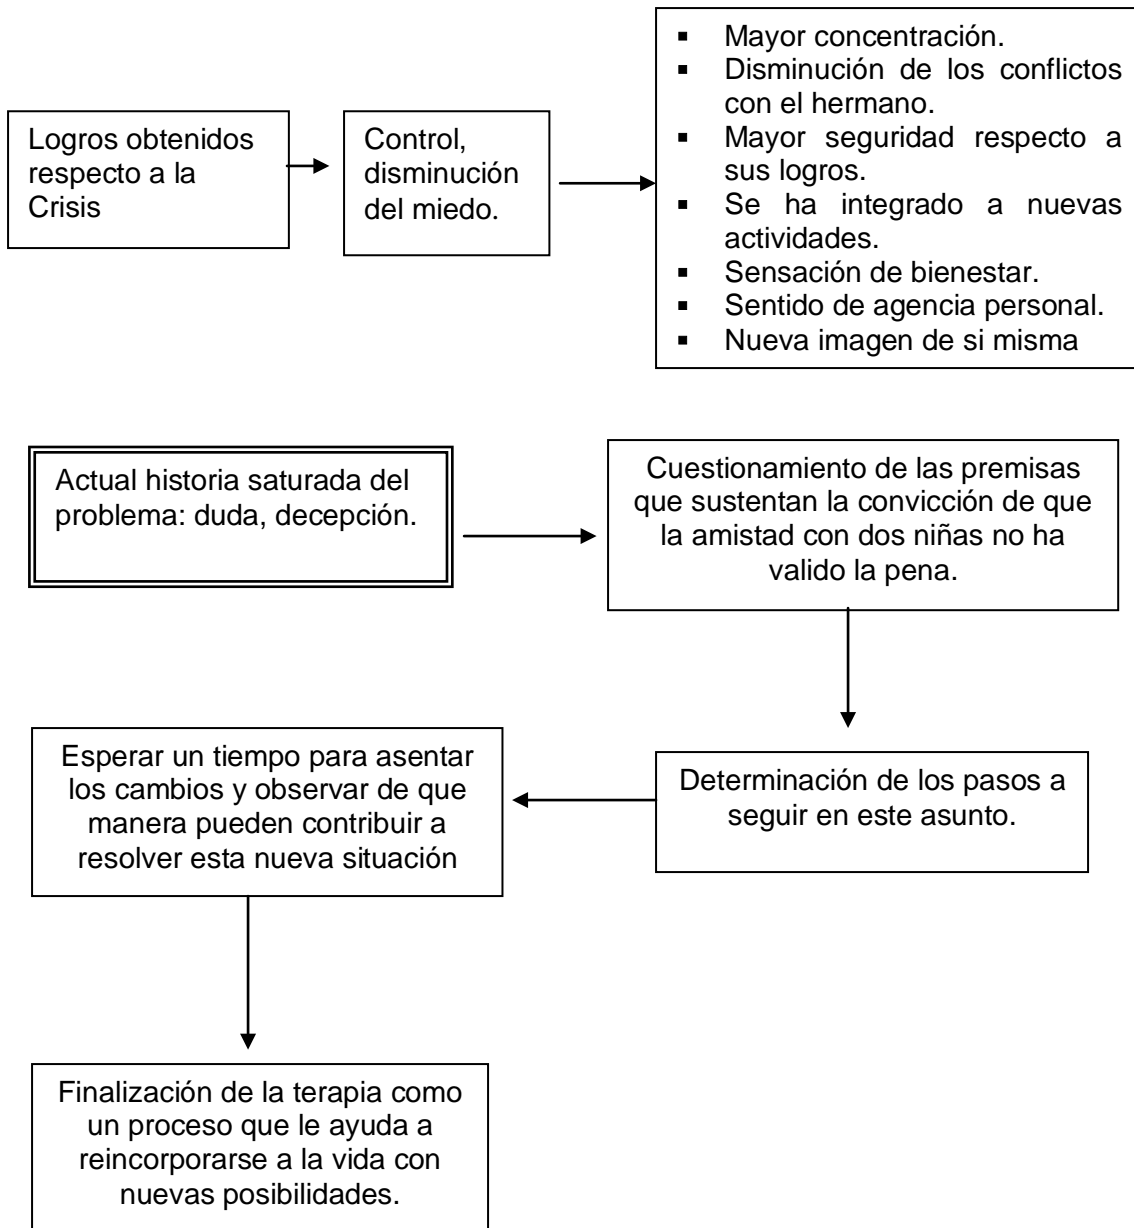 Logros obtenidos
respecto a la
Crisis
Control,
disminución
del miedo.
▪ Mayor concentración.
▪ Disminución de los conflictos
con el hermano.
▪ Mayor seguridad respecto a
sus logros.
▪ Se ha integrado a nuevas
actividades.
▪ Sensación de bienestar.
▪ Sentido de agencia personal.
▪ Nueva imagen de si misma
Actual historia saturada del
problema: duda, decepción.
Cuestionamiento de las premisas
que sustentan la convicción de que
la amistad con dos niñas no ha
valido la pena.
Determinación de los pasos a
seguir en este asunto.
Esperar un tiempo para asentar
los cambios y observar de que
manera pueden contribuir a
resolver esta nueva situación
Finalización de la terapia como
un proceso que le ayuda a
reincorporarse a la vida con
nuevas posibilidades.